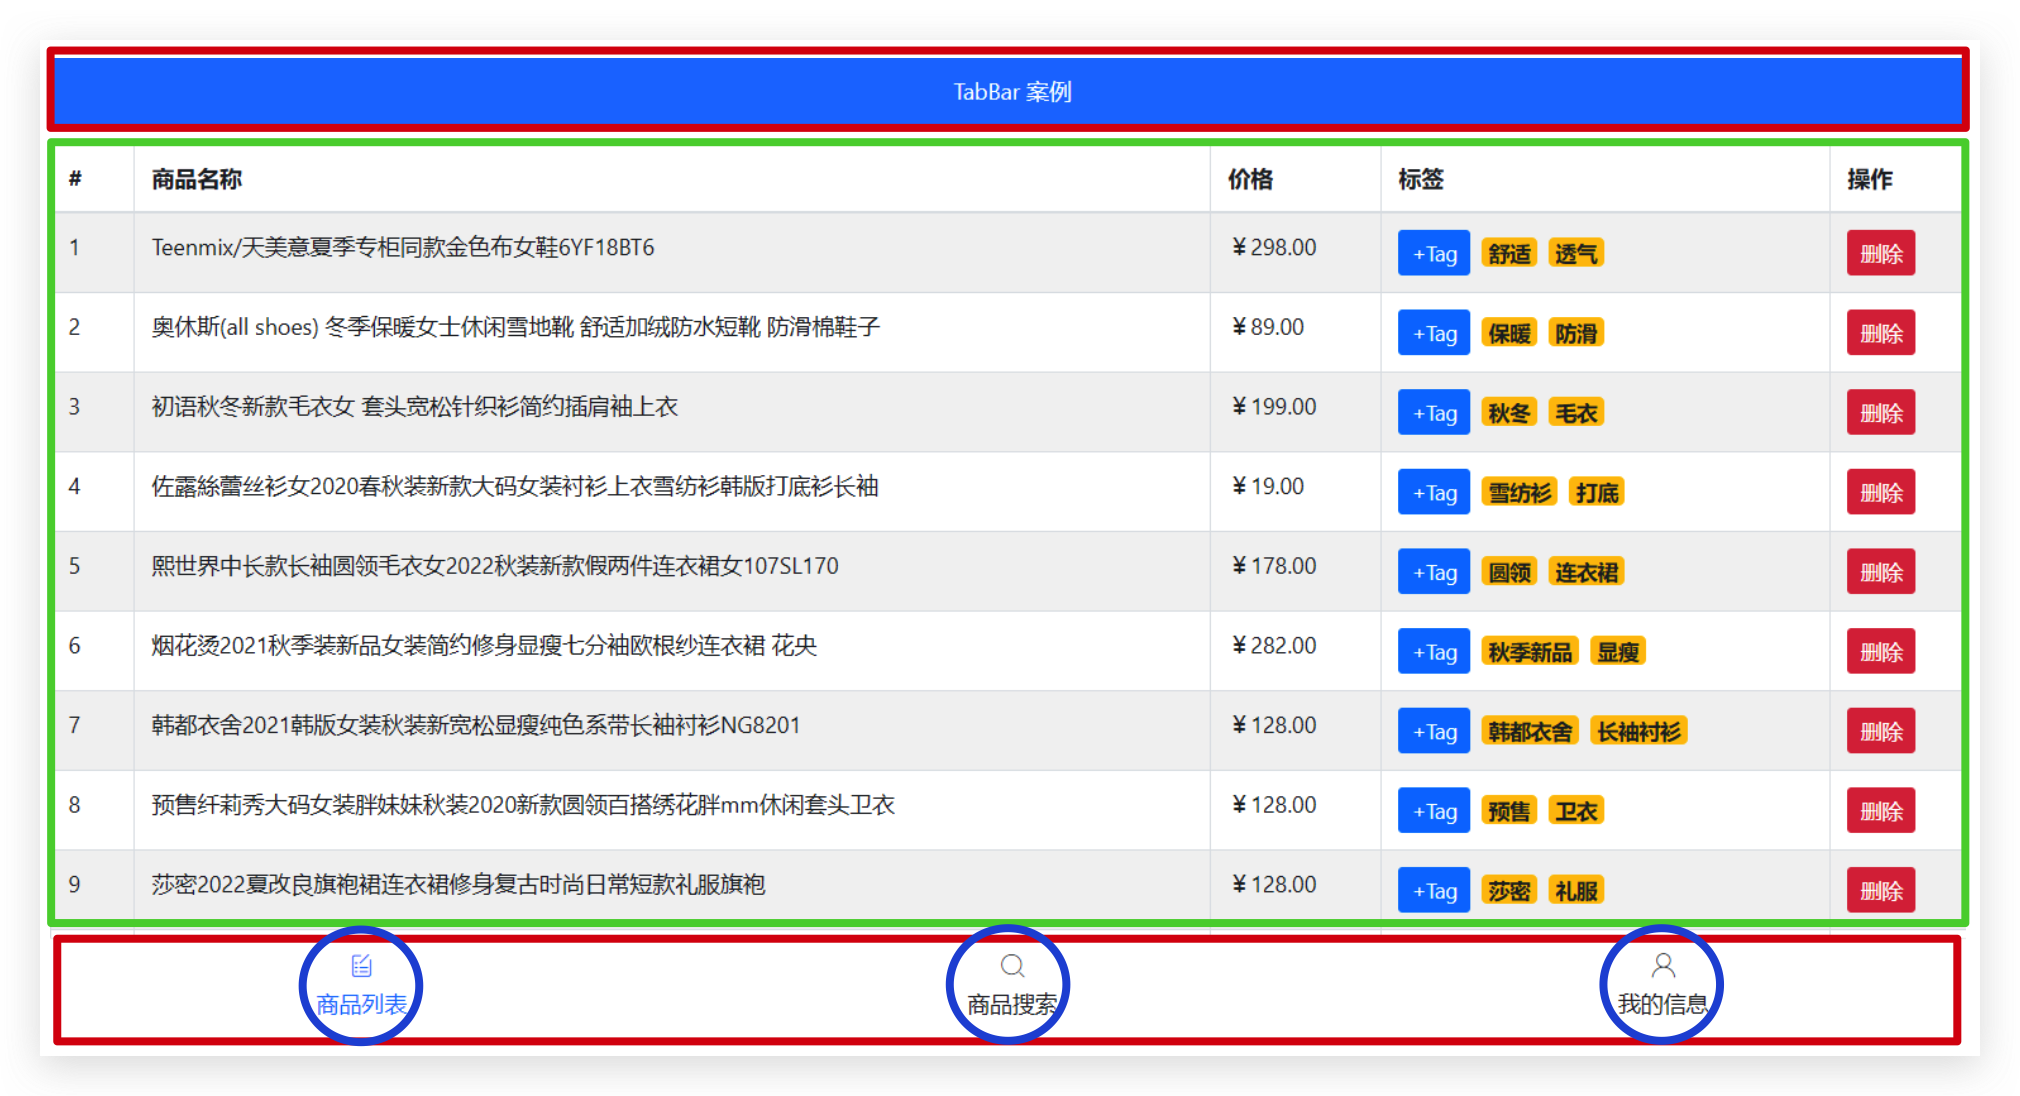 TabBar 案例
# 商品名称 价格 标签 操作
1 Teenmix/天美意夏季专柜同款金色布女鞋6YF18BT6 ¥298.00 +Tag 舒适 透气 删除
2 奥休斯(all shoes) 冬季保暖女士休闲雪地靴 舒适加绒防水短靴 防滑棉鞋子 ¥89.00 +Tag 保暖 防滑 删除
3 初语秋冬新款毛衣女 套头宽松针织衫简约插肩袖上衣 ¥199.00 +Tag 秋冬 毛衣 删除
4 佐露絲蕾丝衫女2020春秋装新款大码女装衬衫上衣雪纺衫韩版打底衫长袖 ¥19.00 +Tag 雪纺衫 打底 删除
5 熙世界中长款长袖圆领毛衣女2022秋装新款假两件连衣裙女107SL170 ¥178.00 +Tag 圆领 连衣裙 删除
6 烟花烫2021秋季装新品女装简约修身显瘦七分袖欧根纱连衣裙 花央 ¥282.00 +Tag 秋季新品 显瘦 删除
7 韩都衣舍2021韩版女装秋装新宽松显瘦纯色系带长袖衬衫NG8201 ¥128.00 +Tag 韩都衣舍 长袖衬衫 删除
8 预售纤莉秀大码女装胖妹妹秋装2020新款圆领百搭绣花胖mm休闲套头卫衣 ¥128.00 +Tag 预售 卫衣 删除
9 莎密2022夏改良旗袍裙连衣裙修身复古时尚日常短款礼服旗袍 ¥128.00 +Tag 莎密 礼服 删除
商品列表 商品搜索 我的信息